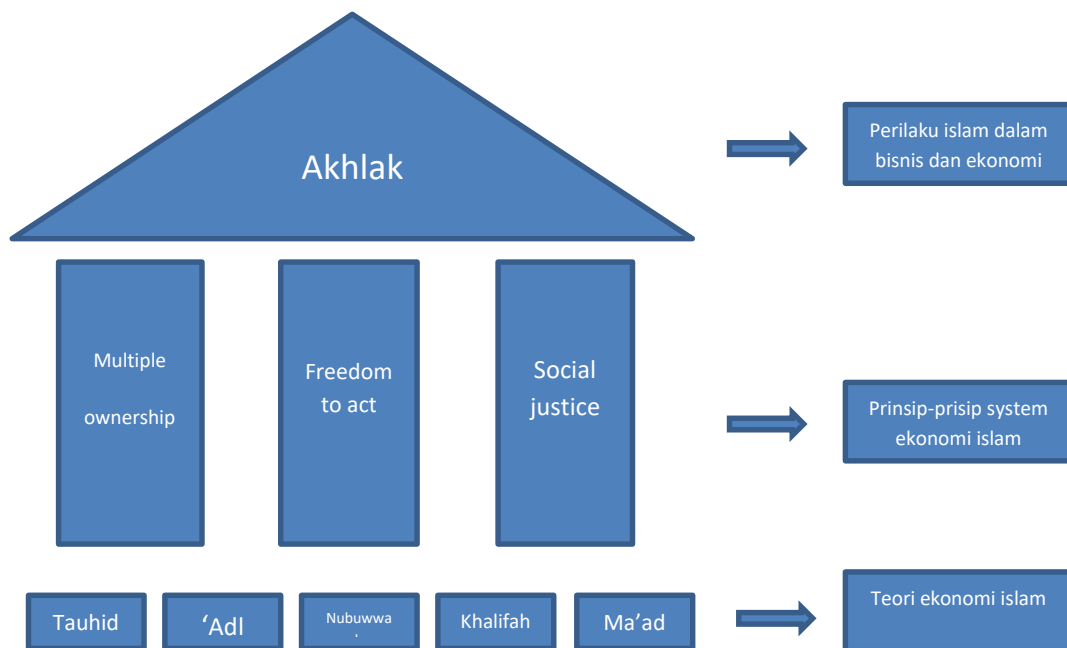 Akhlak
Perilaku islam dalam
bisnis dan ekonomi
Multiple
ownership
Freedom
to act
Social
justice
Prinsip-prisip system
ekonomi islam
Tauhid
‘Adl
Nubuwwa
Khalifah
Ma’ad
Teori ekonomi islam